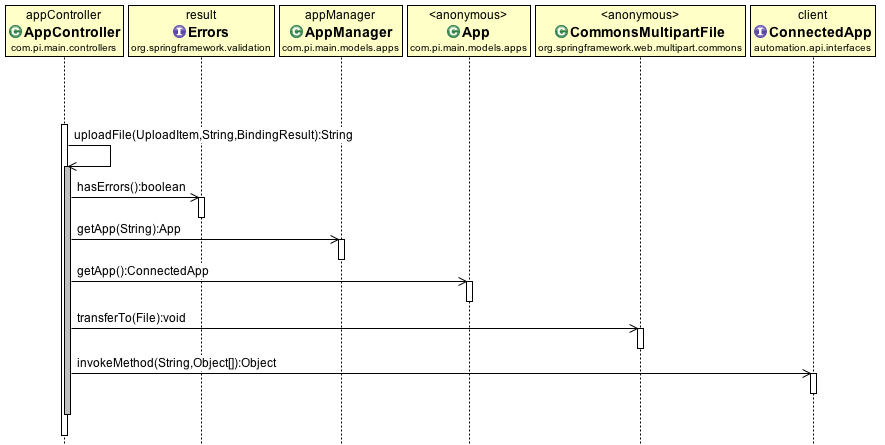 appController
AppController
com.pi.main.controllers
result
Errors
org.springframework.validation
appManager
AppManager
com.pi.main.models.apps
<anonymous>
App
com.pi.main.models.apps
<anonymous>
CommonsMultipartFile
org.springframework.web.multipart.commons
client
ConnectedApp
automation.api.interfaces
uploadFile(UploadItem,String,BindingResult):String
hasErrors():boolean
getApp(String):App
getApp():ConnectedApp
transferTo(File):void
invokeMethod(String,Object[]):Object